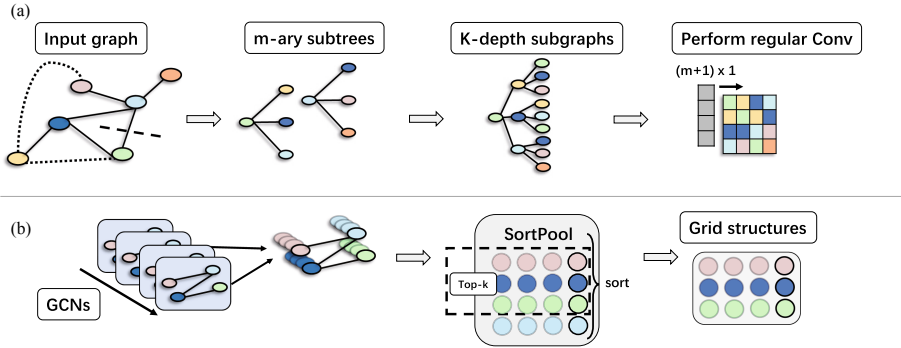 (a)
Input graph
m-ary subtrees
K-depth subgraphs
Perform regular Conv
(m+1) x 1
(b)
GCNs
SortPool
Top-k
sort
Grid structures